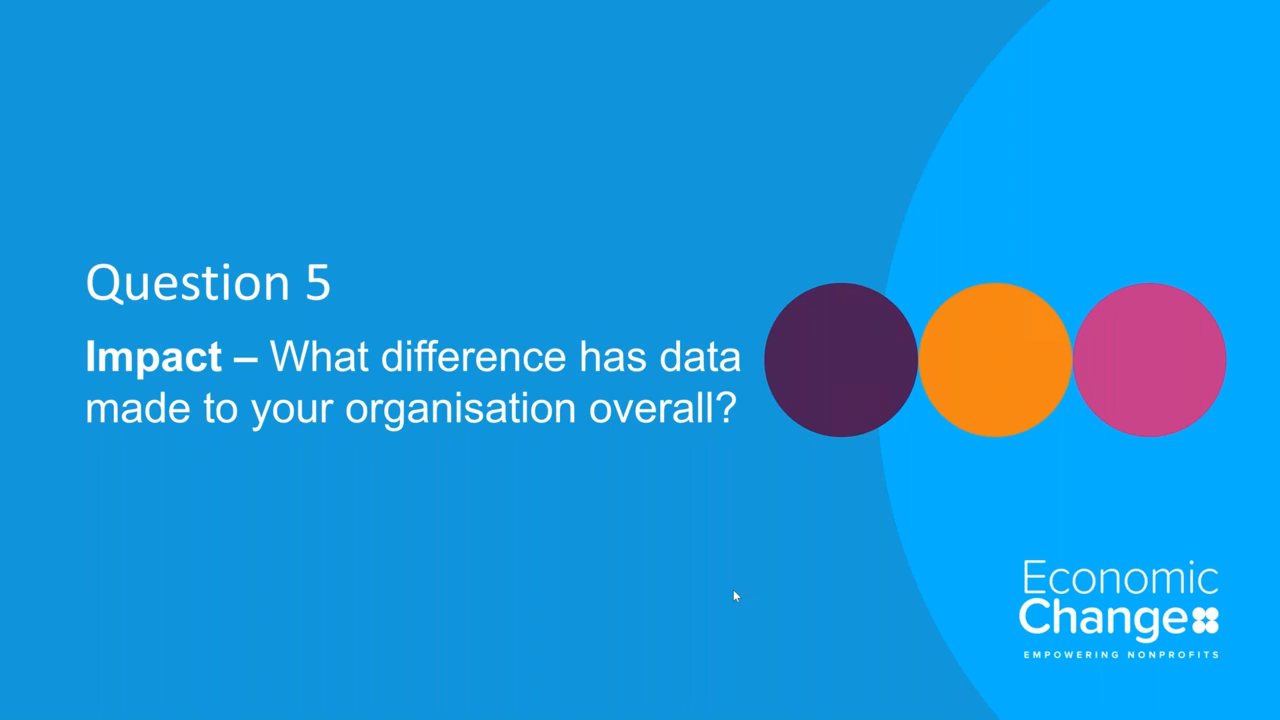 Question 5
Impact – What difference has data
made to your organisation overall?
Economic
Change
EMPOWERING NONPROFITS